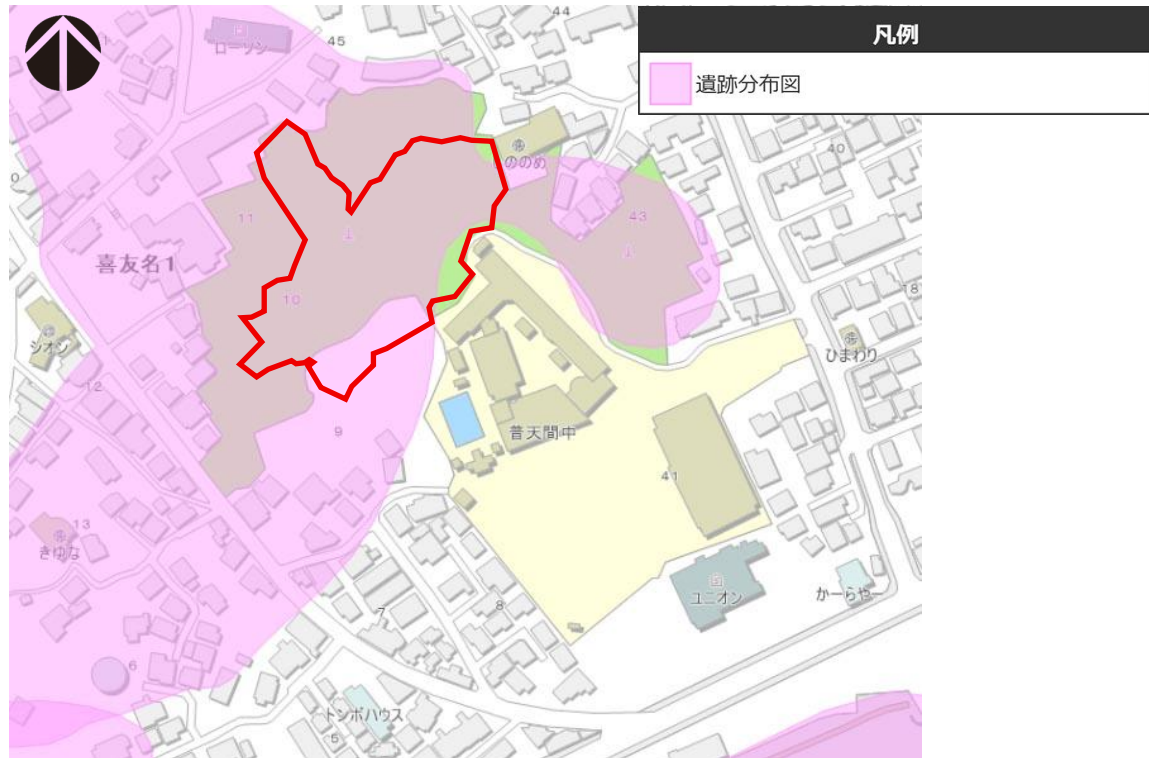 凡例
遺跡分布図
44
45
ローソン
40
ののめ
11
43
喜友名1
10
18
シオン
ひまわり
12
9
普天間中
41
13
きゆな
ユニオン
かーらやー
7
8
6
トンボハウス
5